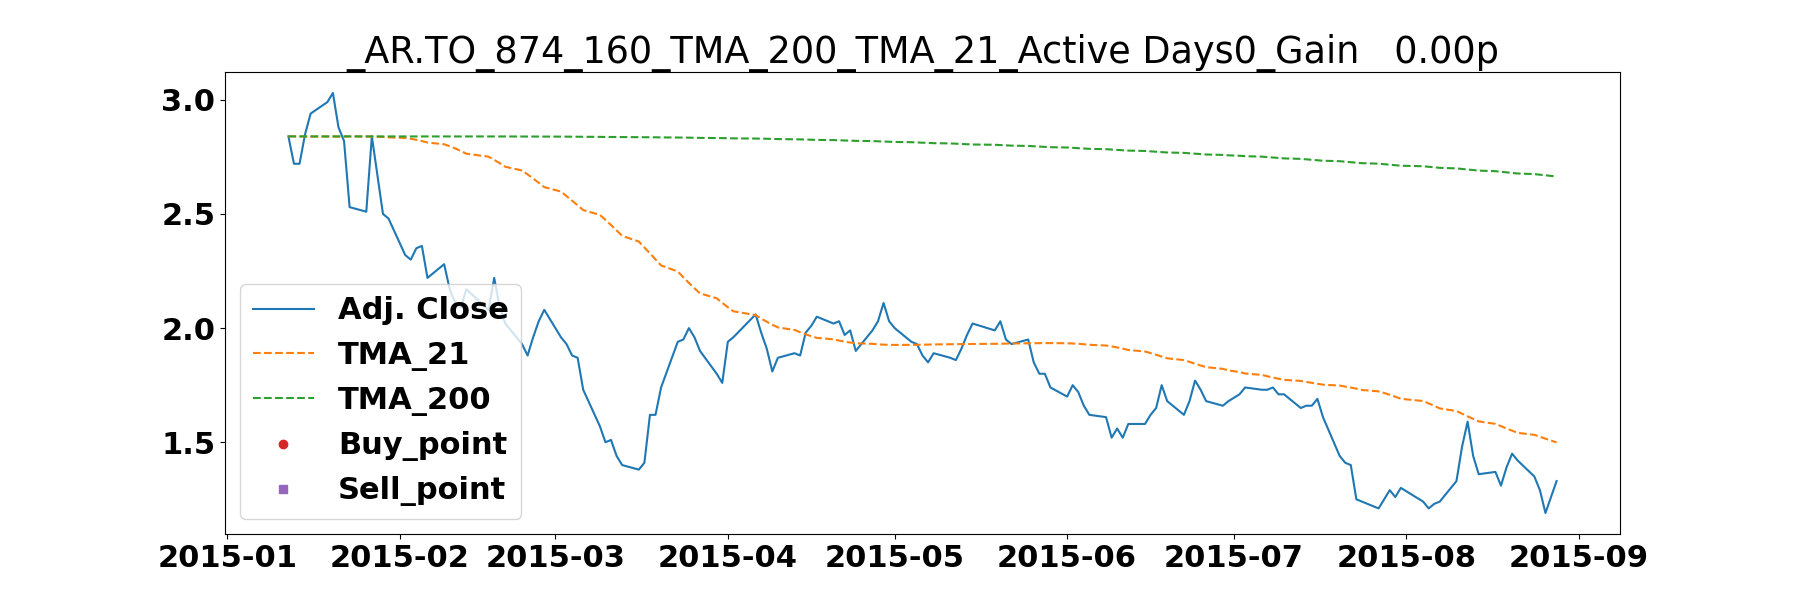 _AR.TO_874_160_TMA_200_TMA_21_Active Days0_Gain   0.00p
3.0
2.5
2.0
1.5
Adj. Close
TMA_21
TMA_200
Buy_point
Sell_point
2015-01 2015-02 2015-03 2015-04 2015-05 2015-06 2015-07 2015-08 2015-09